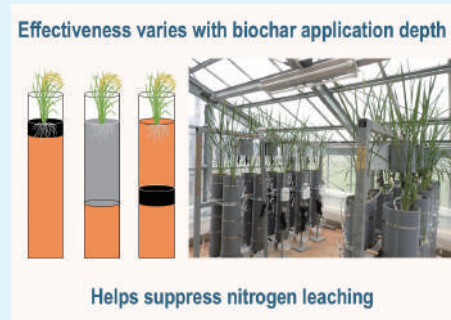 Effectiveness varies with biochar application depth
Helps suppress nitrogen leaching